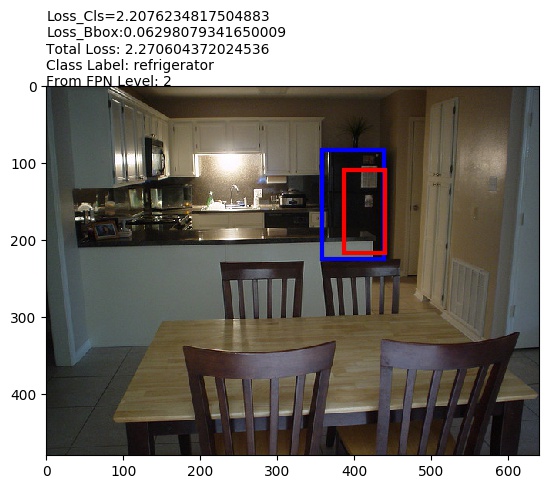 Loss_Cls=2.2076234817504883
Loss_Bbox:0.06298079341650009
Total Loss: 2.270604372024536
Class Label: refrigerator
From FPN Level: 2
0
100
200
300
400
0 100 200 300 400 500 600